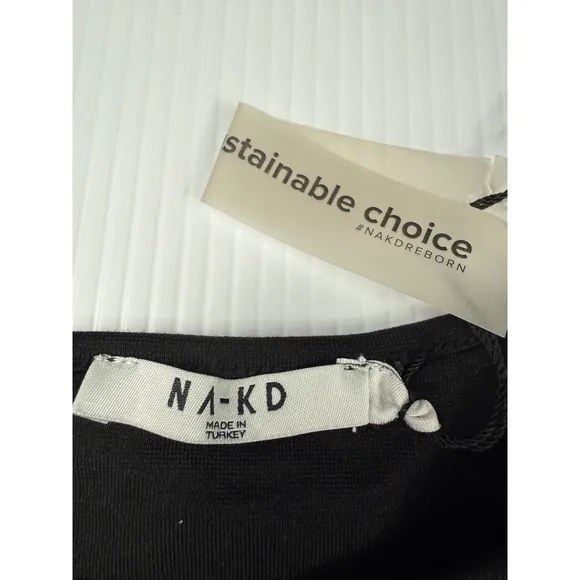 stainable choice
#NAKDREBORN
NA-KD
MADE IN
TURKEY